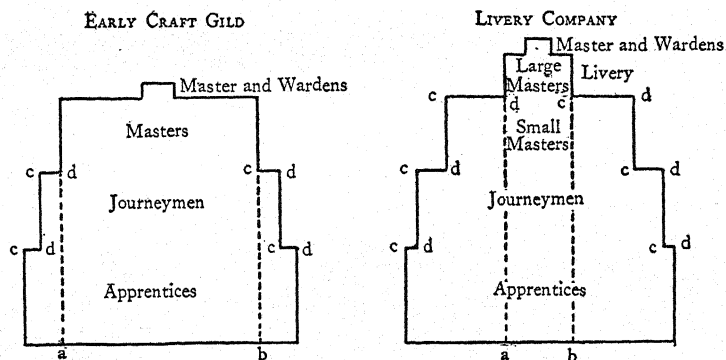 EARLY CRAFT GILD
Master and Wardens
Masters
c d c d
Journeymen
c d c d
Apprentices
a b
LIVERY COMPANY
Master and Wardens
Large
Masters
Livery
c d c d
Small
Masters
c d c d
Journeymen
c d c d
Apprentices
a b